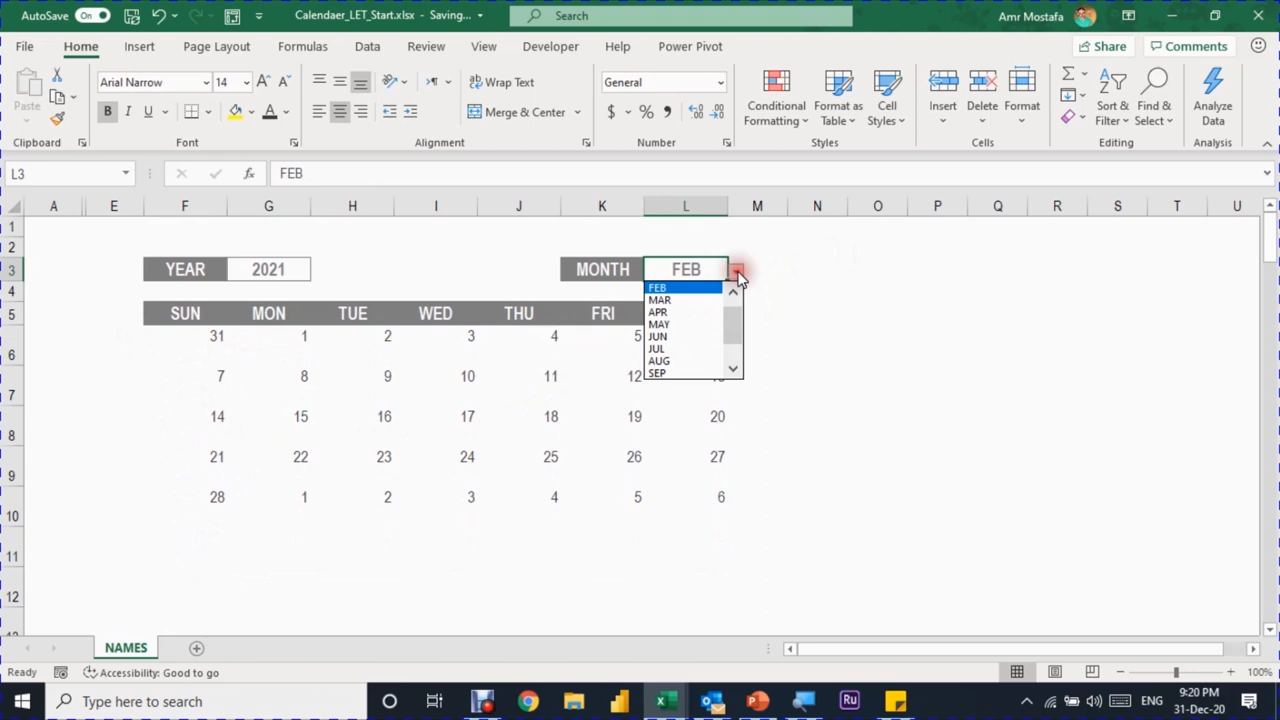 AutoSave On Calendaer_LET_Start.xlsx - Saving... Search Amr Mostafa
File Home Insert Page Layout Formulas Data Review View Developer Help Power Pivot Share Comments
Paste
Clipboard
Arial Narrow 14
B I U A
Font
Wrap Text
Merge & Center
Alignment
General
$ % ,
Number
Conditional Formatting
Format as Table
Cell Styles
Styles
Insert Delete Format
Cells
Sort & Filter
Find & Select
Editing
Analyze Data
Analysis
L3 fx FEB
A E F G H I J K L M N O P Q R S T U
1
2
3 YEAR 2021 MONTH FEB
4 FEB
MAR
5 SUN MON TUE WED THU FRI APR
MAY
6 31 1 2 3 4 5 JUN
JUL
AUG
7 7 8 9 10 11 12 SEP
8 14 15 16 17 18 19 20
9 21 22 23 24 25 26 27
10 28 1 2 3 4 5 6
11
12
NAMES
Ready Accessibility: Good to go 100%
Type here to search Ru ENG 9:20 PM
31-Dec-20